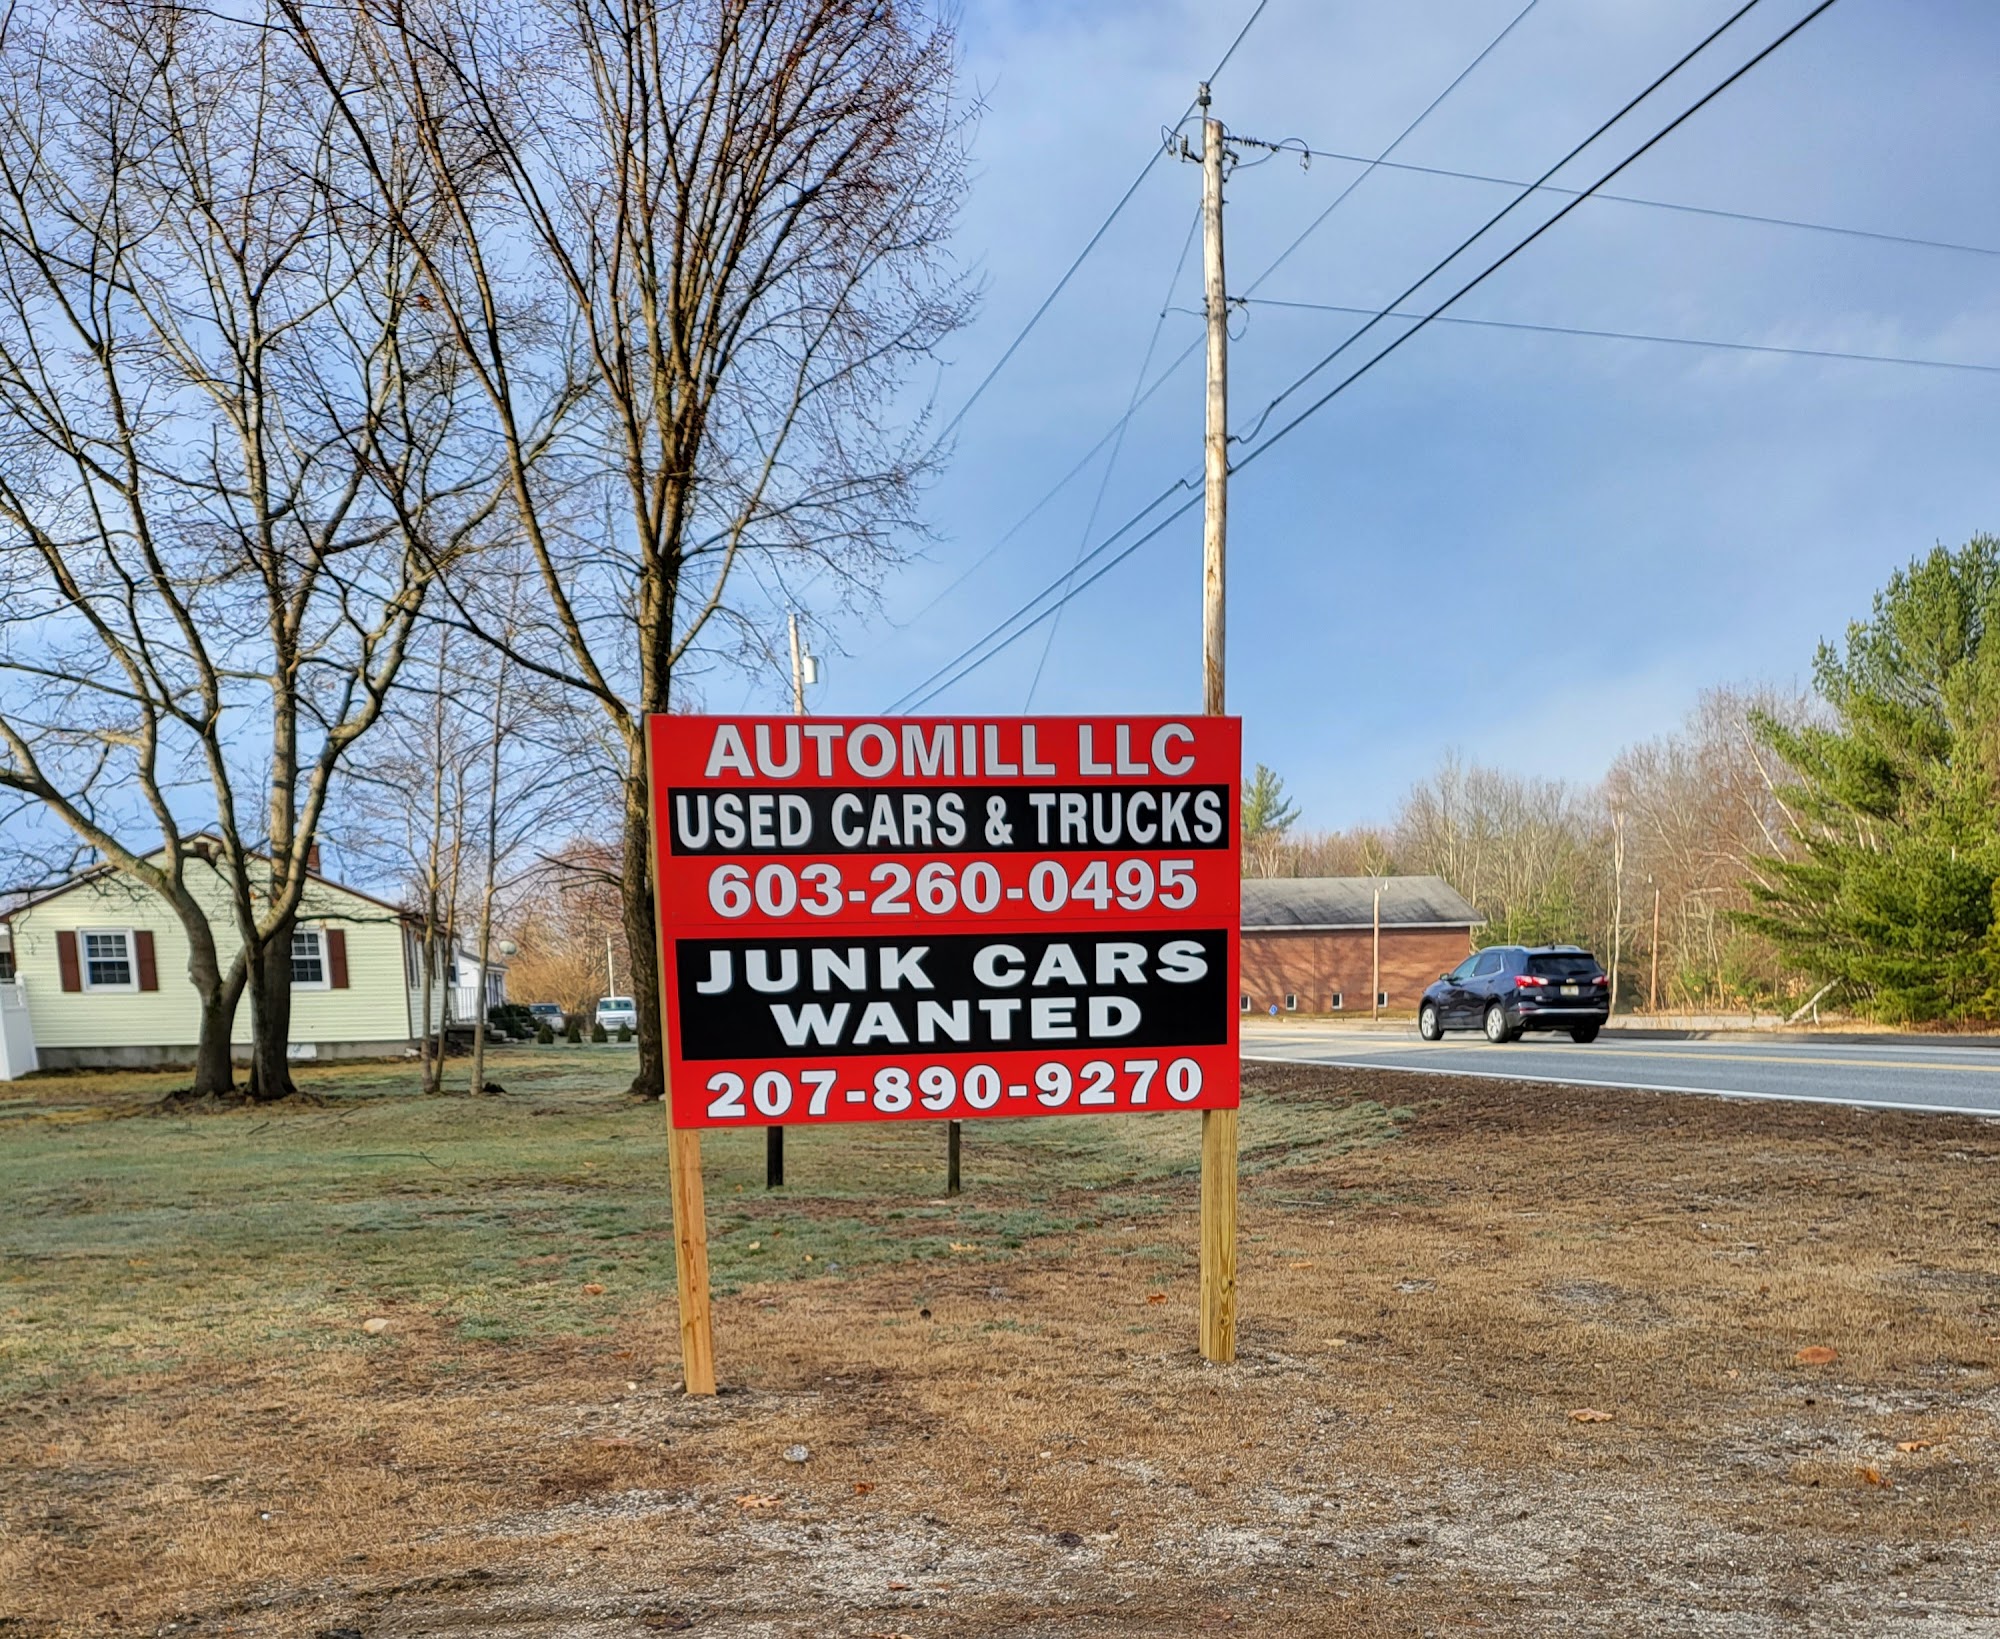 AUTOMILL LLC
USED CARS & TRUCKS
603-260-0495
JUNK CARS
WANTED
207-890-9270